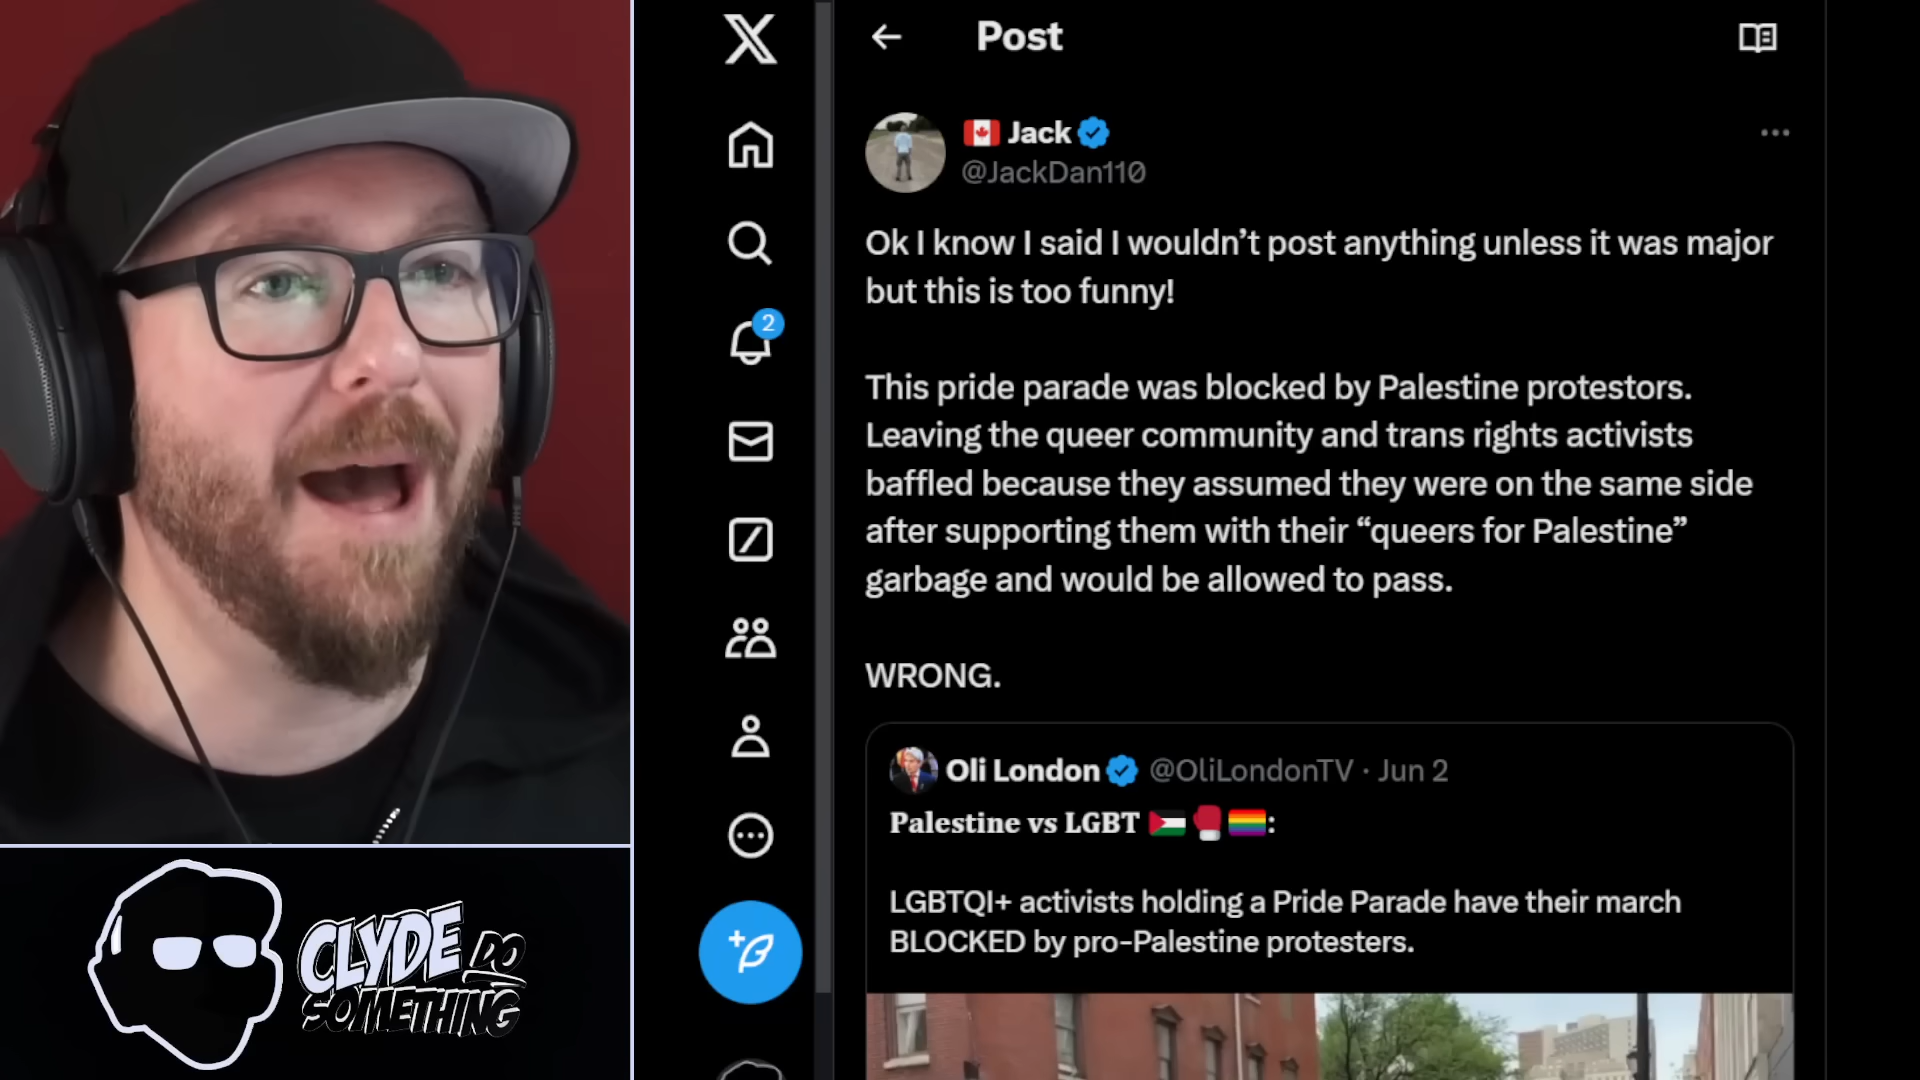 Post
🇨🇦 Jack
@JackDan110
Ok I know I said I wouldn’t post anything unless it was major
but this is too funny!
This pride parade was blocked by Palestine protestors.
Leaving the queer community and trans rights activists
baffled because they assumed they were on the same side
after supporting them with their “queers for Palestine”
garbage and would be allowed to pass.
WRONG.
Oli London @OliLondonTV · Jun 2
Palestine vs LGBT 🇵🇸🥊🏳️‍🌈:
LGBTQI+ activists holding a Pride Parade have their march
BLOCKED by pro-Palestine protesters.
2
CLYDE DO
SOMETHING